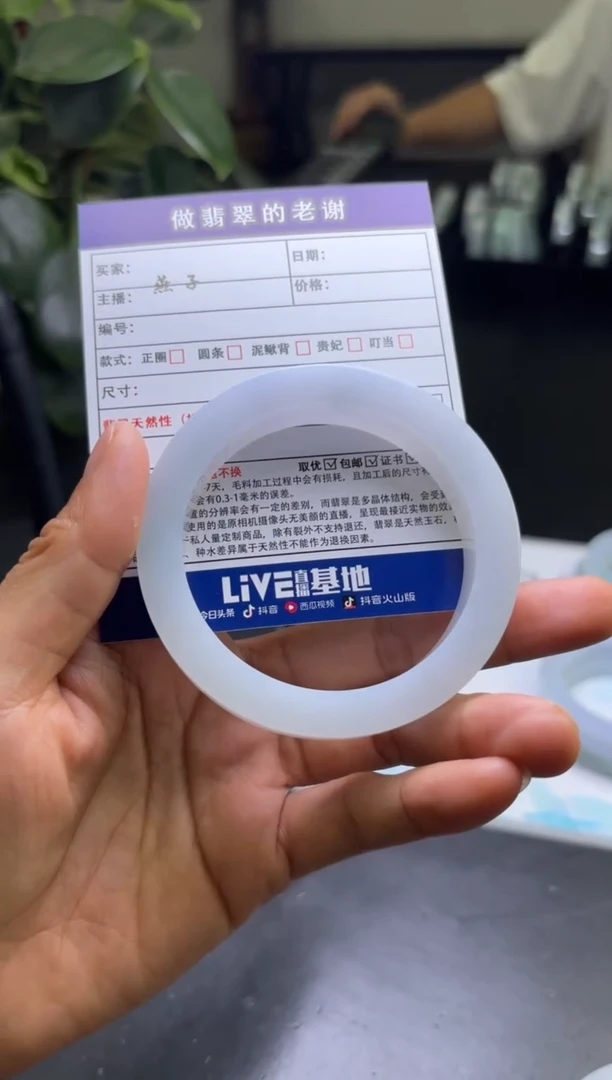 做翡翠的老谢
买家： 日期：
燕子
主播： 价格：
编号：
款式： 正圈 圆条 泥鳅背 贵妃 叮当
尺寸：
天然性
不换 取优 包邮 证书
7天，毛料加工过程中会有损耗，且加工后的尺寸
会有0.3-1毫米的误差。
的分辨率会有一定的差别，而翡翠是多晶体结构，会受
使用的是原相机摄像头无美颜的直播，呈现最接近实物的效
私人量定制商品，除有裂外不支持退还，翡翠是天然玉石，
、种水差异属于天然性不能作为退换因素。
LiVE直播基地
今日头条 抖音 西瓜视频 抖音火山版